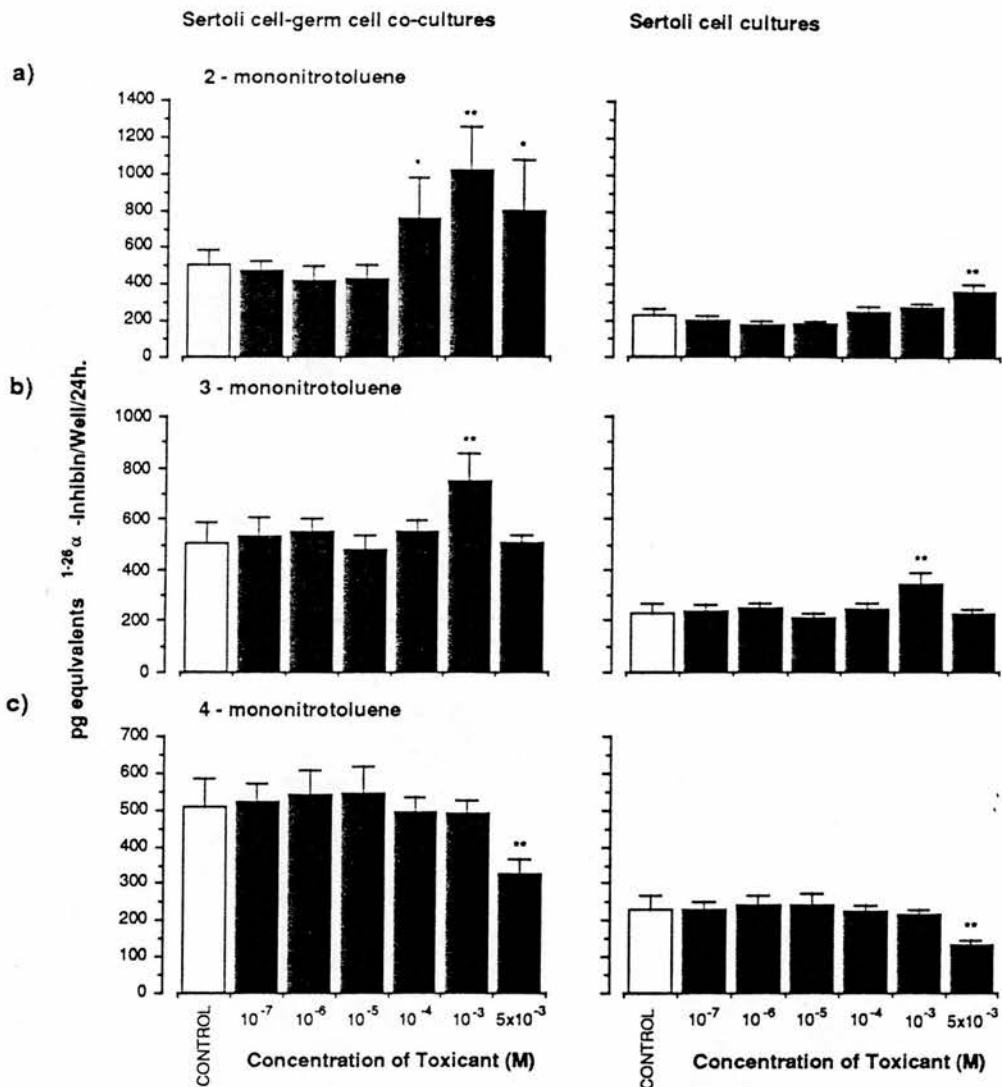 Sertoli cell-germ cell co-cultures
Sertoli cell cultures
a)
2 - mononitrotoluene
1400
1200
1000
800
600
400
200
0
**
*
*
**
b)
3 - mononitrotoluene
1000
800
600
400
200
0
**
**
pg equivalents 1-26 α -Inhibin/Well/24h.
c)
4 - mononitrotoluene
700
600
500
400
300
200
100
0
**
**
CONTROL 10-7 10-6 10-5 10-4 10-3 5x10-3
CONTROL 10-7 10-6 10-5 10-4 10-3 5x10-3
Concentration of Toxicant (M)
Concentration of Toxicant (M)